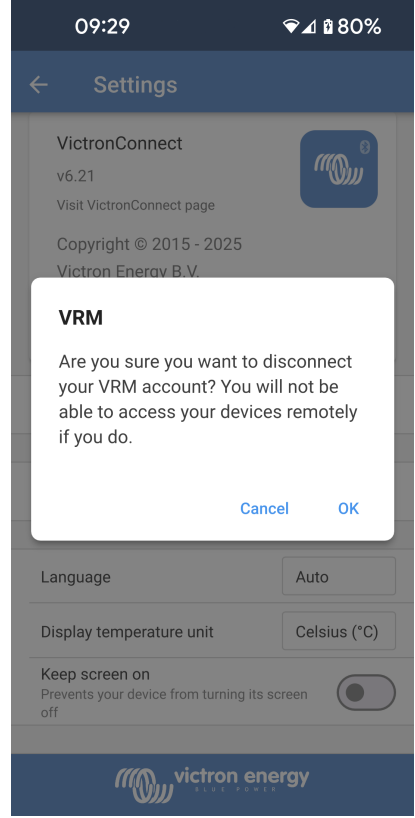 09:29
80%
Settings
VictronConnect
v6.21
Visit VictronConnect page
Copyright © 2015 - 2025
Victron Energy B.V.
VRM
Are you sure you want to disconnect
your VRM account? You will not be
able to access your devices remotely
if you do.
Cancel
OK
Language
Auto
Display temperature unit
Celsius (°C)
Keep screen on
Prevents your device from turning its screen
off
victron energy
BLUE POWER